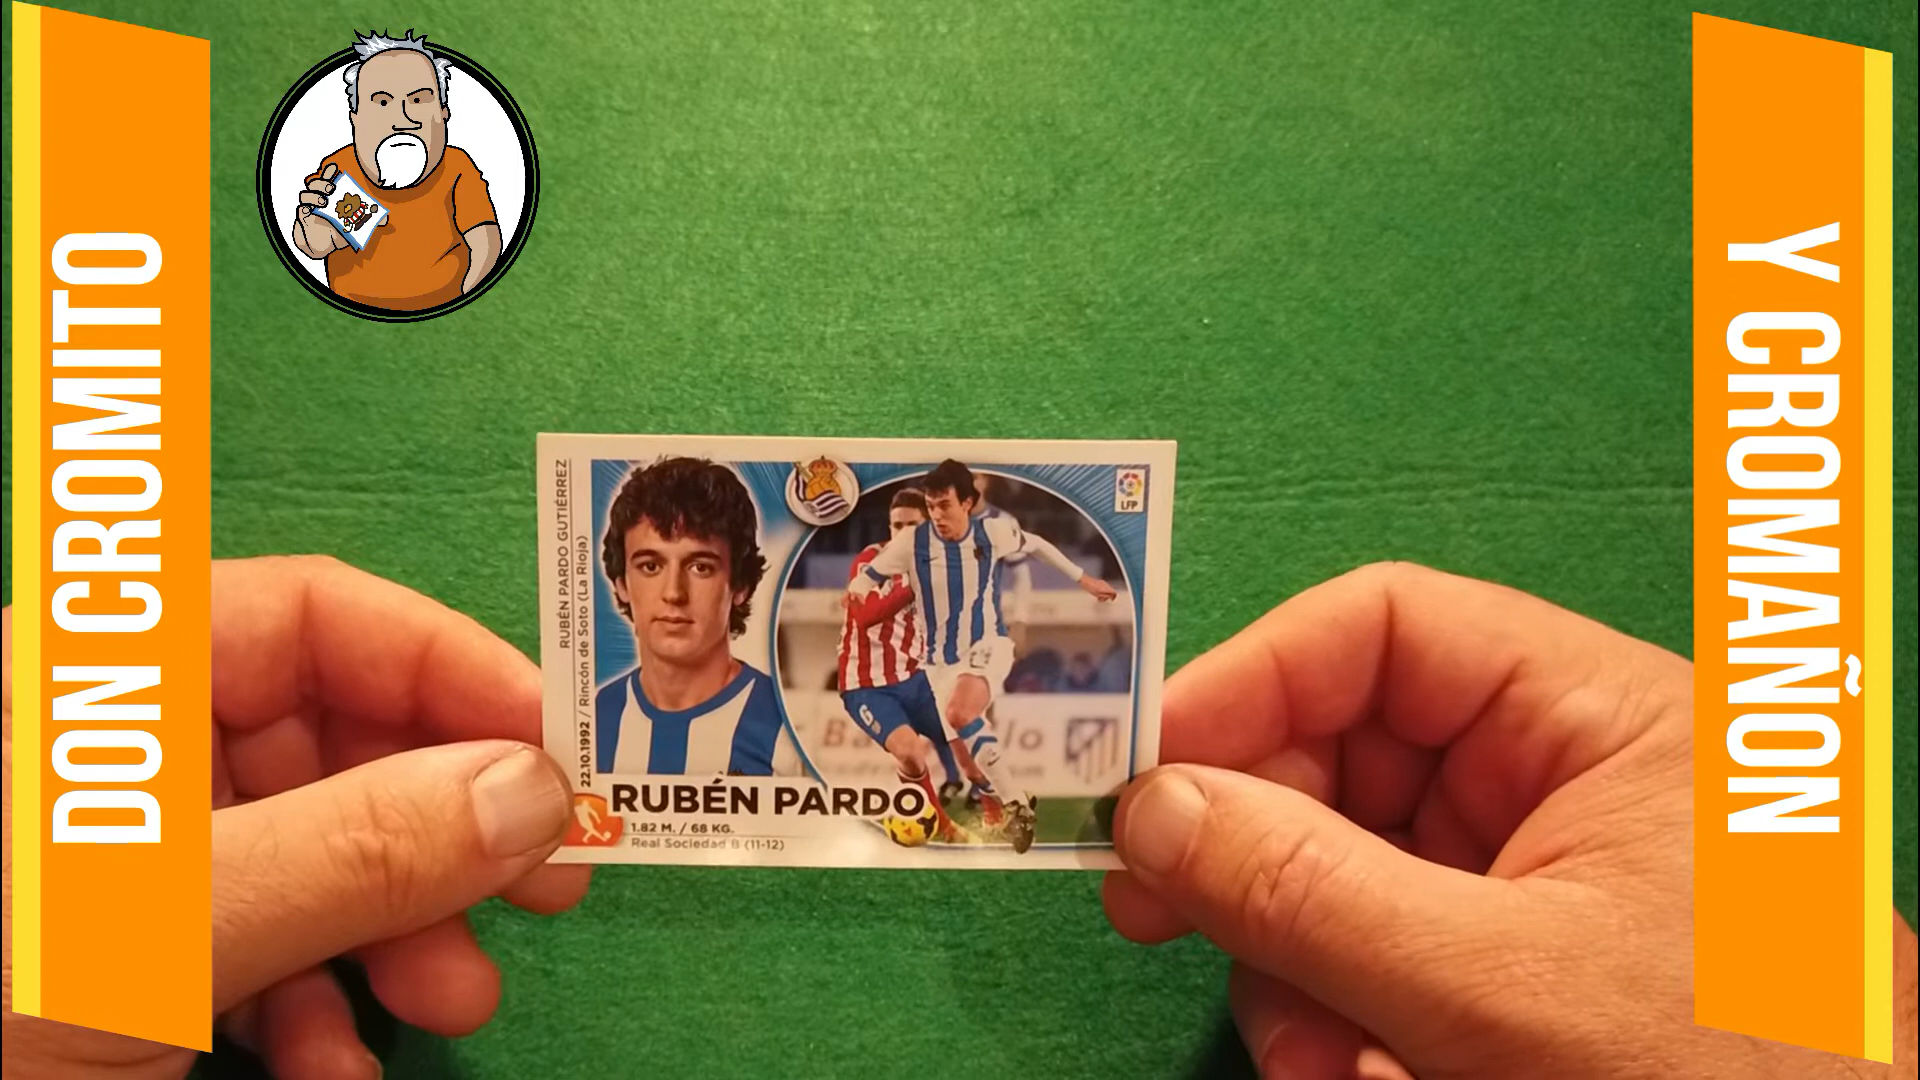 DON CROMITO
Y CROMAÑON
RUBÉN PARDO GUTIÉRREZ
22.10.1992 / Rincón de Soto (La Rioja)
LFP
6
RUBÉN PARDO
1.82 M. / 68 KG.
Real Sociedad B (11-12)